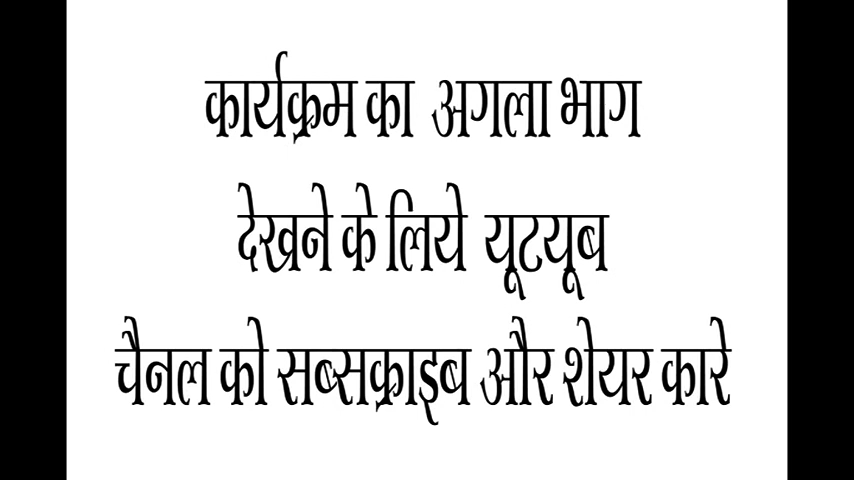 कार्यक्रम का अगला भाग
देखने के लिये यूटयूब
चैनल को सब्सक्राइब और शेयर कारे